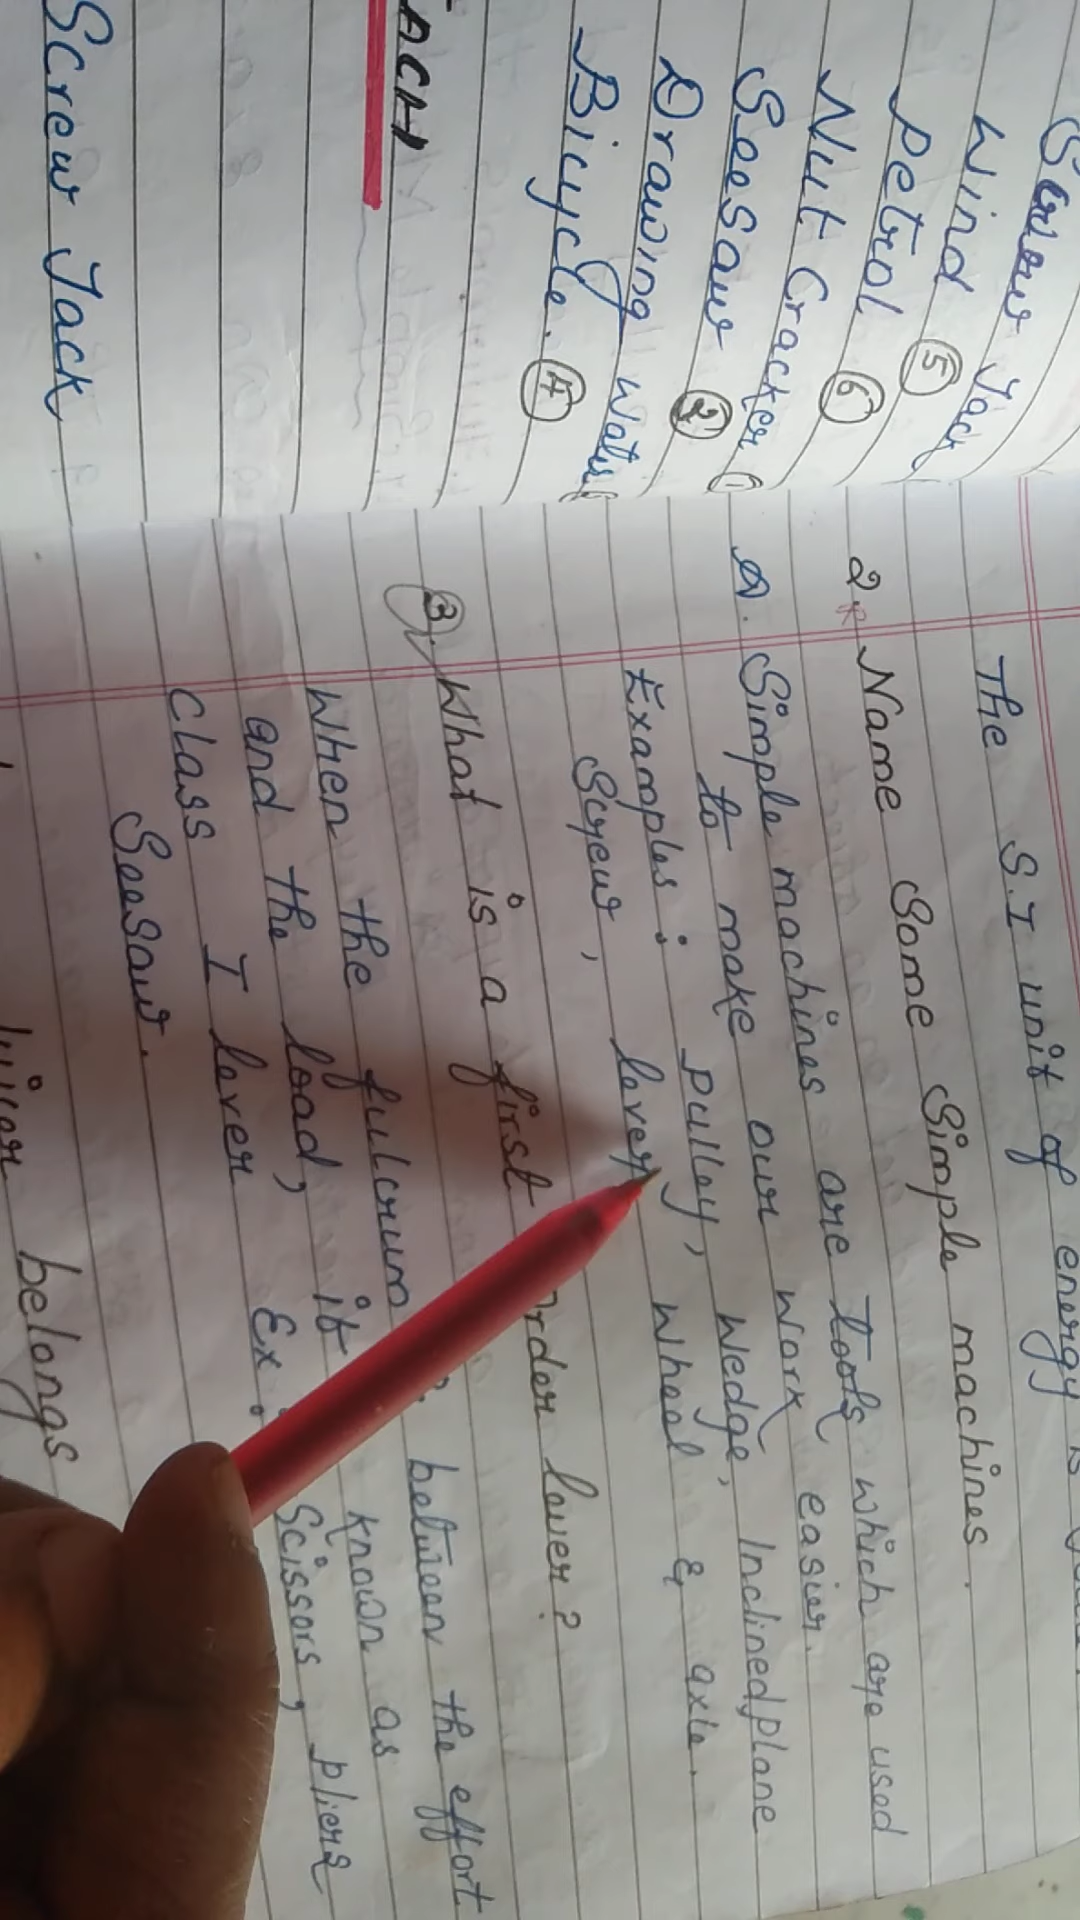 Screw Jack
Wind 5
Petrol 6
Nut Cracker 1
SeeSaw 2
Drawing Water
Bicycle. 4
ACH
Screw Jack
The S.I unit of energy is
2. Name Some Simple machines.
A. Simple machines are tools which are used
to make our work easier.
Examples: pulley, Wedge, Inclined plane
Screw, lever, wheel & axle.
3. What is a first order lever?
When the fulcrum between the effort
and the load, it known as
class I lever Ex: Scissors, pliers
SeeSaw.
belongs